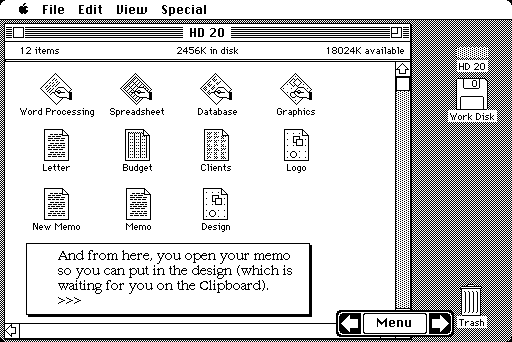 File Edit View Special
HD 20
12 items 2456K in disk 18024K available
Word Processing Spreadsheet Database Graphics
HD 20
Work Disk
Letter Budget Clients Logo
New Memo Memo Design
And from here, you open your memo
so you can put in the design (which is
waiting for you on the Clipboard).
>>>
Menu
Trash